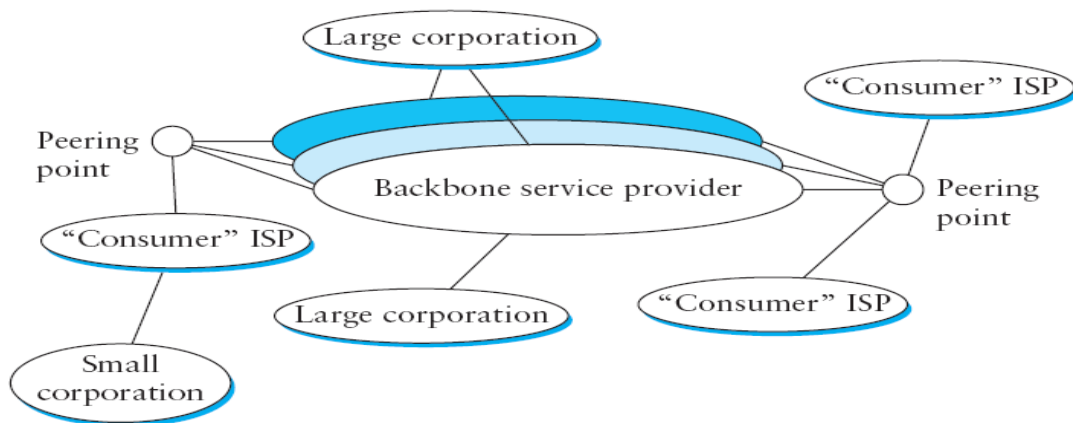 Large corporation
“Consumer” ISP
Peering
point
Backbone service provider
Peering
point
“Consumer” ISP
Large corporation
“Consumer” ISP
Small
corporation